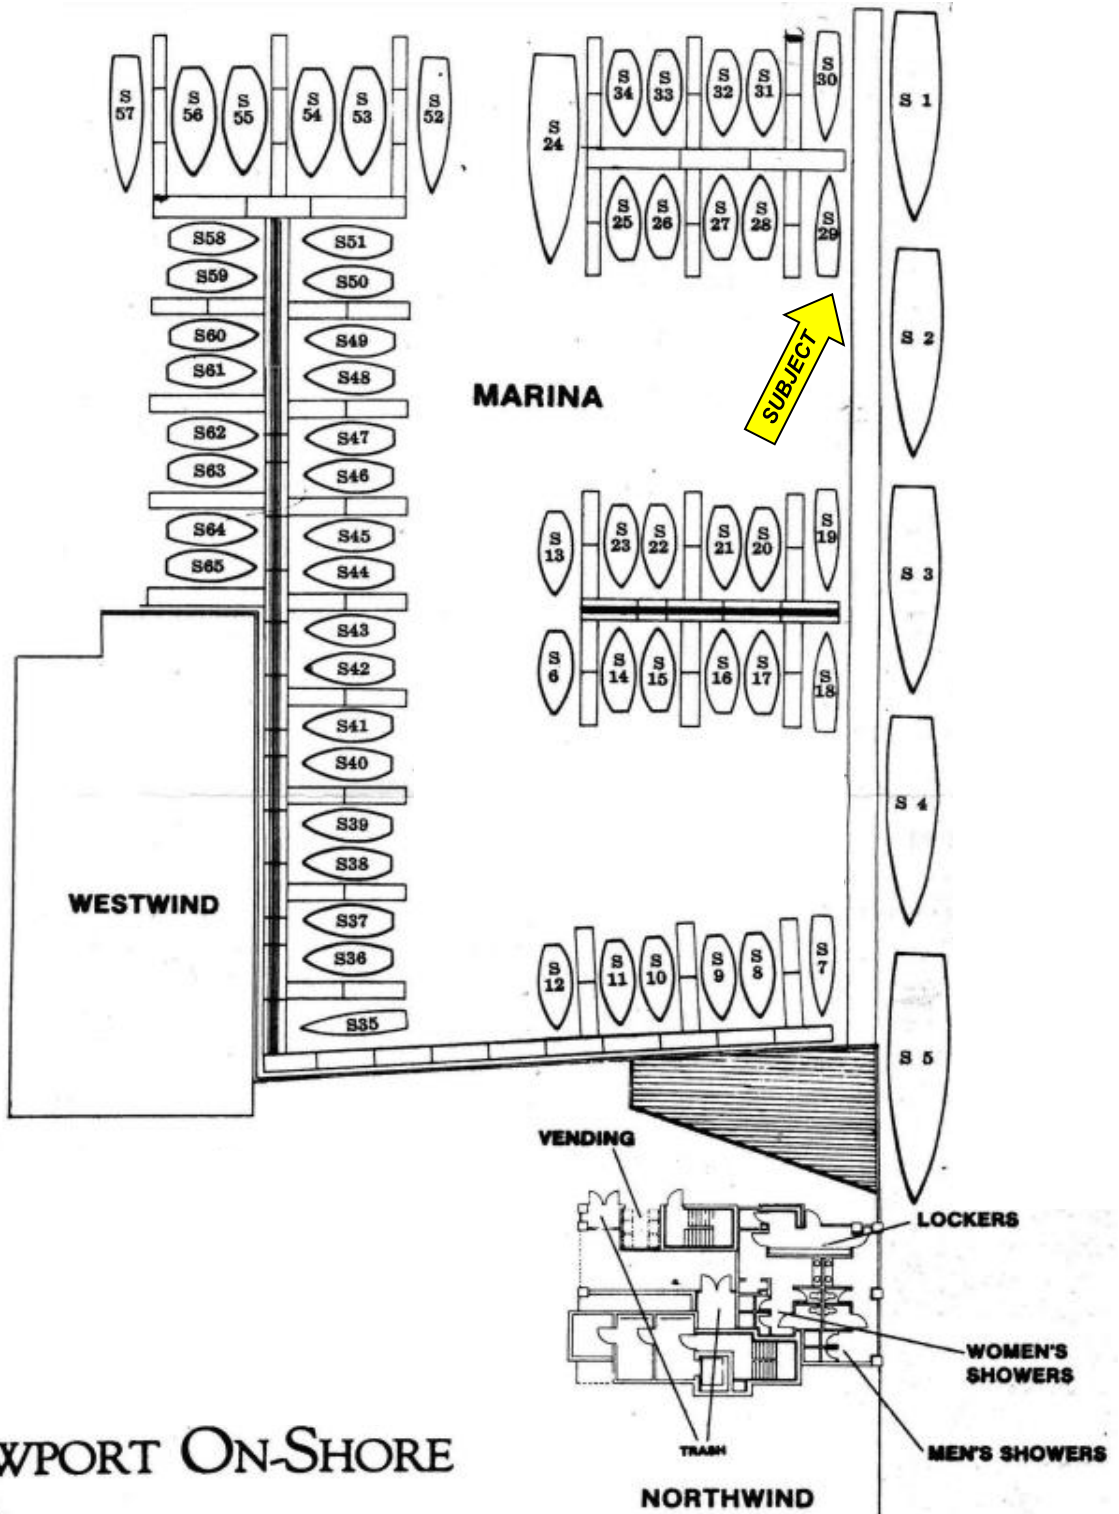 S 57
S 56
S 55
S 54
S 53
S 52
S 24
S 34
S 33
S 32
S 31
S 30
S 1
S 25
S 26
S 27
S 28
S 29
S58
S51
S59
S50
S60
S49
S61
S48
S62
S47
S63
S46
S64
S45
S65
S44
S43
S42
S41
S40
S39
S38
S37
S36
S35
MARINA
SUBJECT
S 2
S 13
S 23
S 22
S 21
S 20
S 19
S 3
S 6
S 14
S 15
S 16
S 17
S 18
S 4
WESTWIND
S 12
S 11
S 10
S 9
S 8
S 7
S 5
VENDING
LOCKERS
WOMEN'S
SHOWERS
TRASH
MEN'S SHOWERS
WPORT ON-SHORE
NORTHWIND